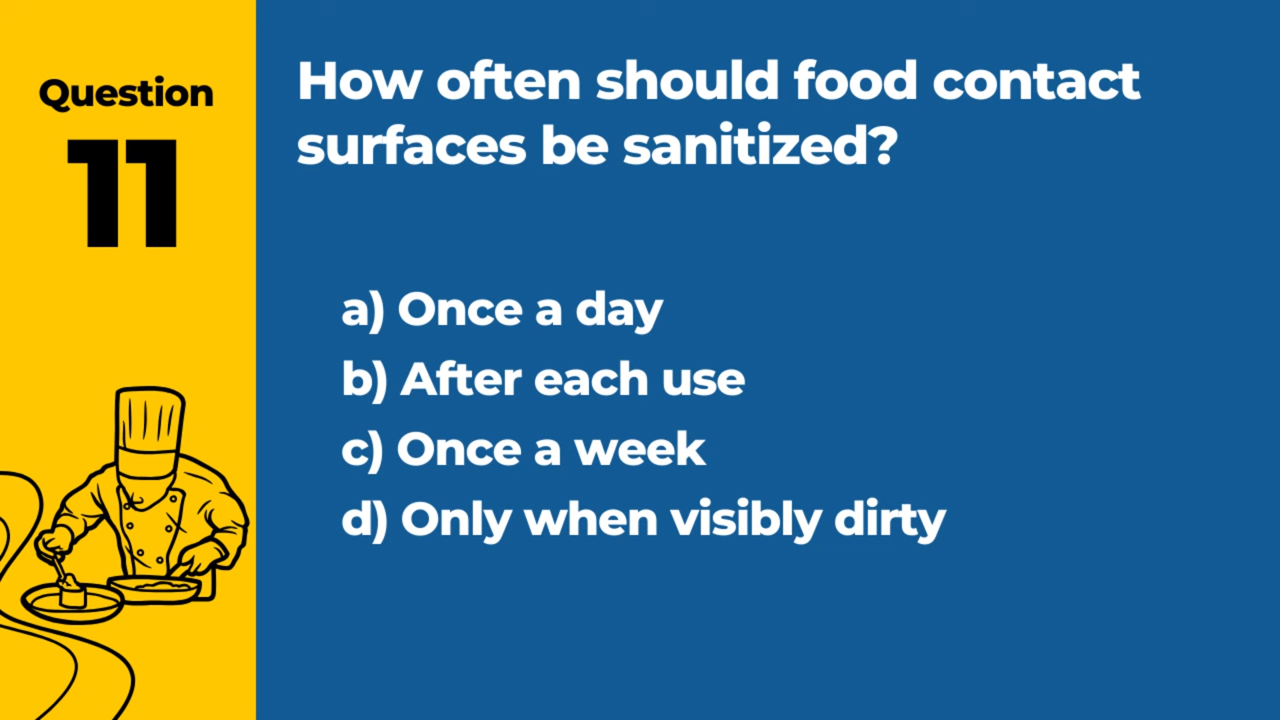 Question
11
How often should food contact
surfaces be sanitized?
a) Once a day
b) After each use
c) Once a week
d) Only when visibly dirty